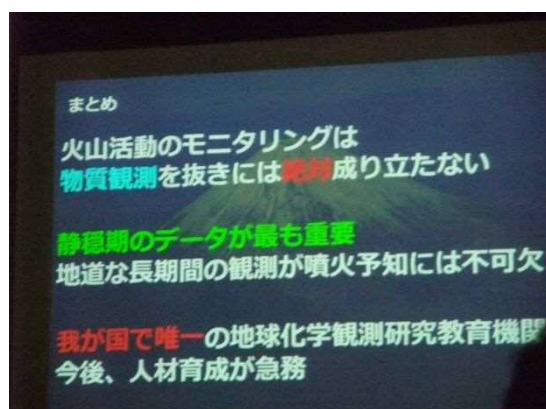 まとめ
火山活動のモニタリングは
物質観測を抜きには絶対成り立たない
静穏期のデータが最も重要
地道な長期間の観測が噴火予知には不可欠
我が国で唯一の地球化学観測研究教育機関
今後、人材育成が急務